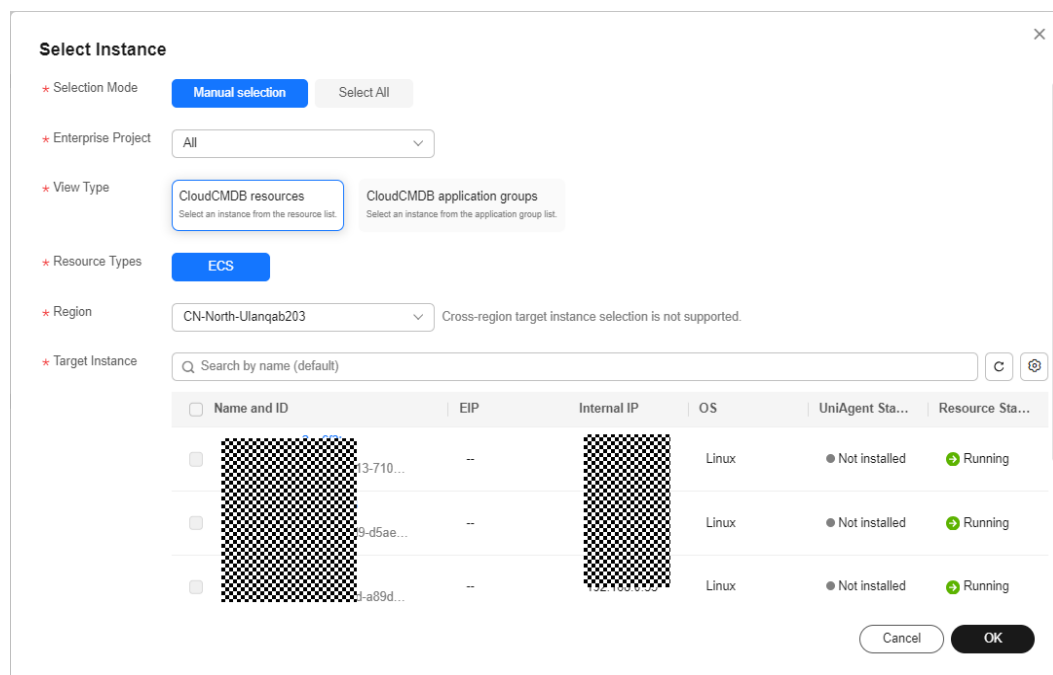 Select Instance
* Selection Mode
Manual selection
Select All
* Enterprise Project
All
* View Type
CloudCMDB resources
Select an instance from the resource list.
CloudCMDB application groups
Select an instance from the application group list.
* Resource Types
ECS
* Region
CN-North-Ulanqab203
Cross-region target instance selection is not supported.
* Target Instance
Search by name (default)
Name and ID EIP Internal IP OS UniAgent Sta... Resource Sta...
13-710... -- Linux Not installed Running
-d5ae... -- Linux Not installed Running
-a89d... -- Linux Not installed Running
Cancel
OK